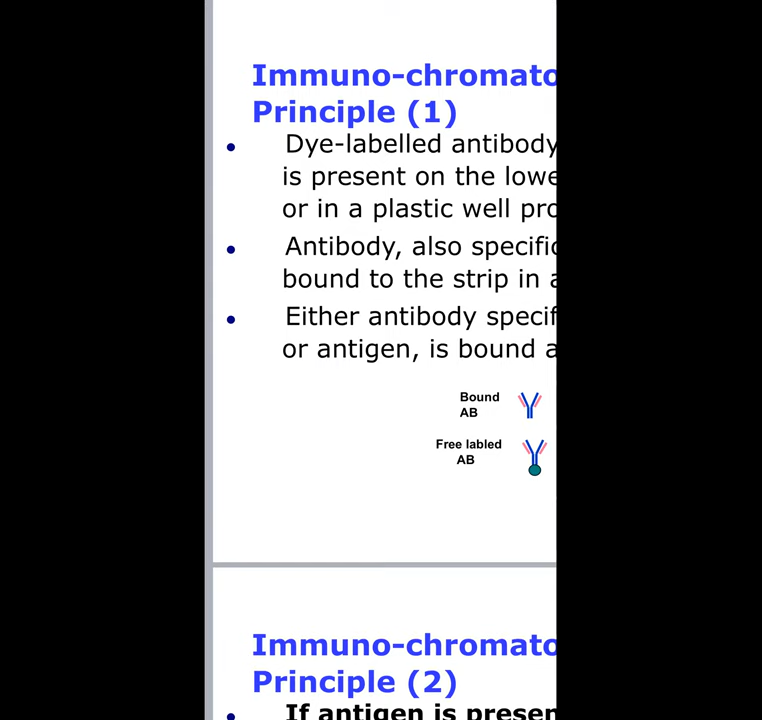 Immuno-chromato
Principle (1)
• Dye-labelled antibody
is present on the lowe
or in a plastic well pro
• Antibody, also specific
bound to the strip in a
• Either antibody specif
or antigen, is bound a
Bound
AB
Free labled
AB
Immuno-chromato
Principle (2)
• If antigen is presen